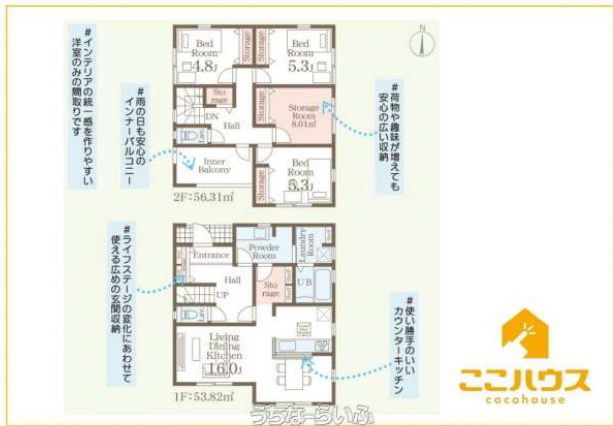 #インテリアの統一感を作りやすい
洋室のみの間取りです
#雨の日も安心の
インナーバルコニー
Bed
Room
4.8J
Storage
Storage
Bed
Room
5.3J
N
Sto
rage
DN
Hall
Storage
Storage
Room
8.01㎡
Inner
Balcony
Storage
Bed
Room
5.3J
2F:56.31㎡
#荷物や趣味が増えても
安心の広い収納
#ライフステージの変化にあわせて
使える広めの玄関収納
Entrance
Powder
Room
Laundry
Room
Hall
UP
Sto
rage
UB
Living
Dining
Kitchen
16.0J
1F:53.82㎡
#使い勝手のいい
カウンターキッチン
ここハウス
cocohouse
うちなーらいふ